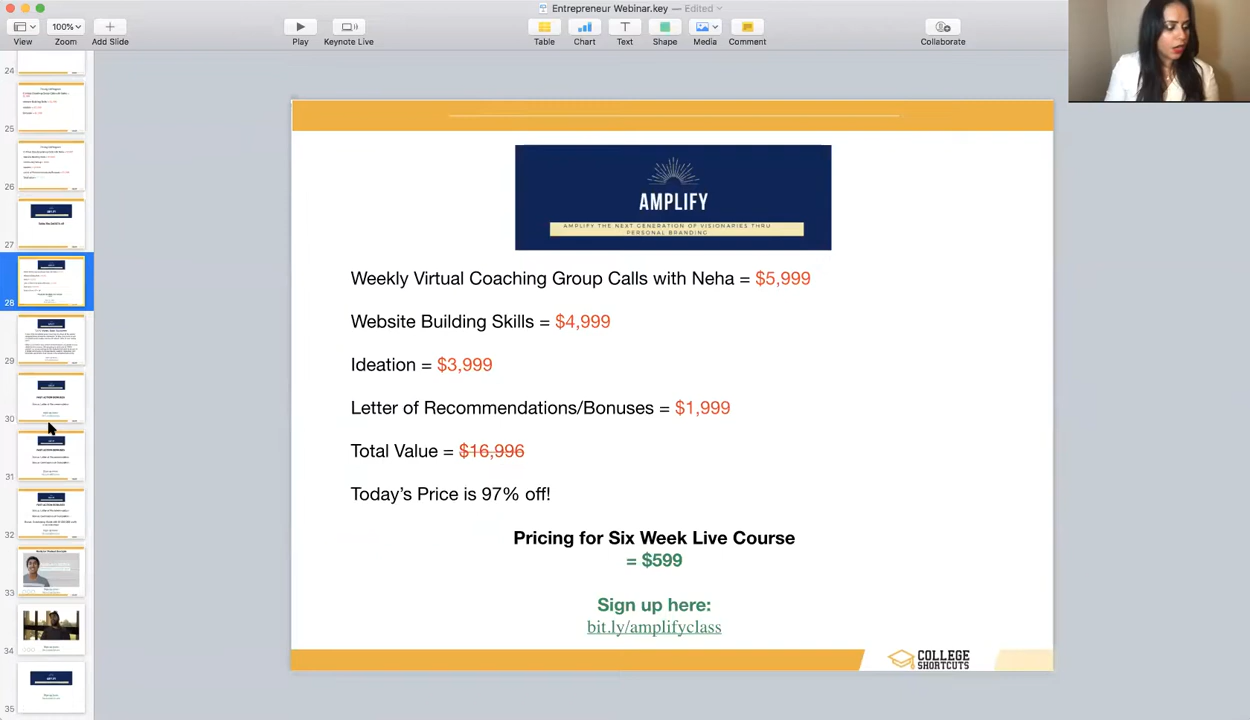 Entrepreneur Webinar.key — Edited
100%
View
Zoom
Add Slide
Play
Keynote Live
Table
Chart
Text
Shape
Media
Comment
Collaborate
24
25
26
27
28
29
30
31
32
33
34
35
AMPLIFY
AMPLIFY THE NEXT GENERATION OF VISIONARIES THRU
PERSONAL BRANDING
Weekly Virtual Coaching Group Calls with Neha = $5,999
Website Building Skills = $4,999
Ideation = $3,999
Letter of Recommendations/Bonuses = $1,999
Total Value = $16,996
Today's Price is 97% off!
Pricing for Six Week Live Course
= $599
Sign up here:
bit.ly/amplifyclass
COLLEGE
SHORTCUTS